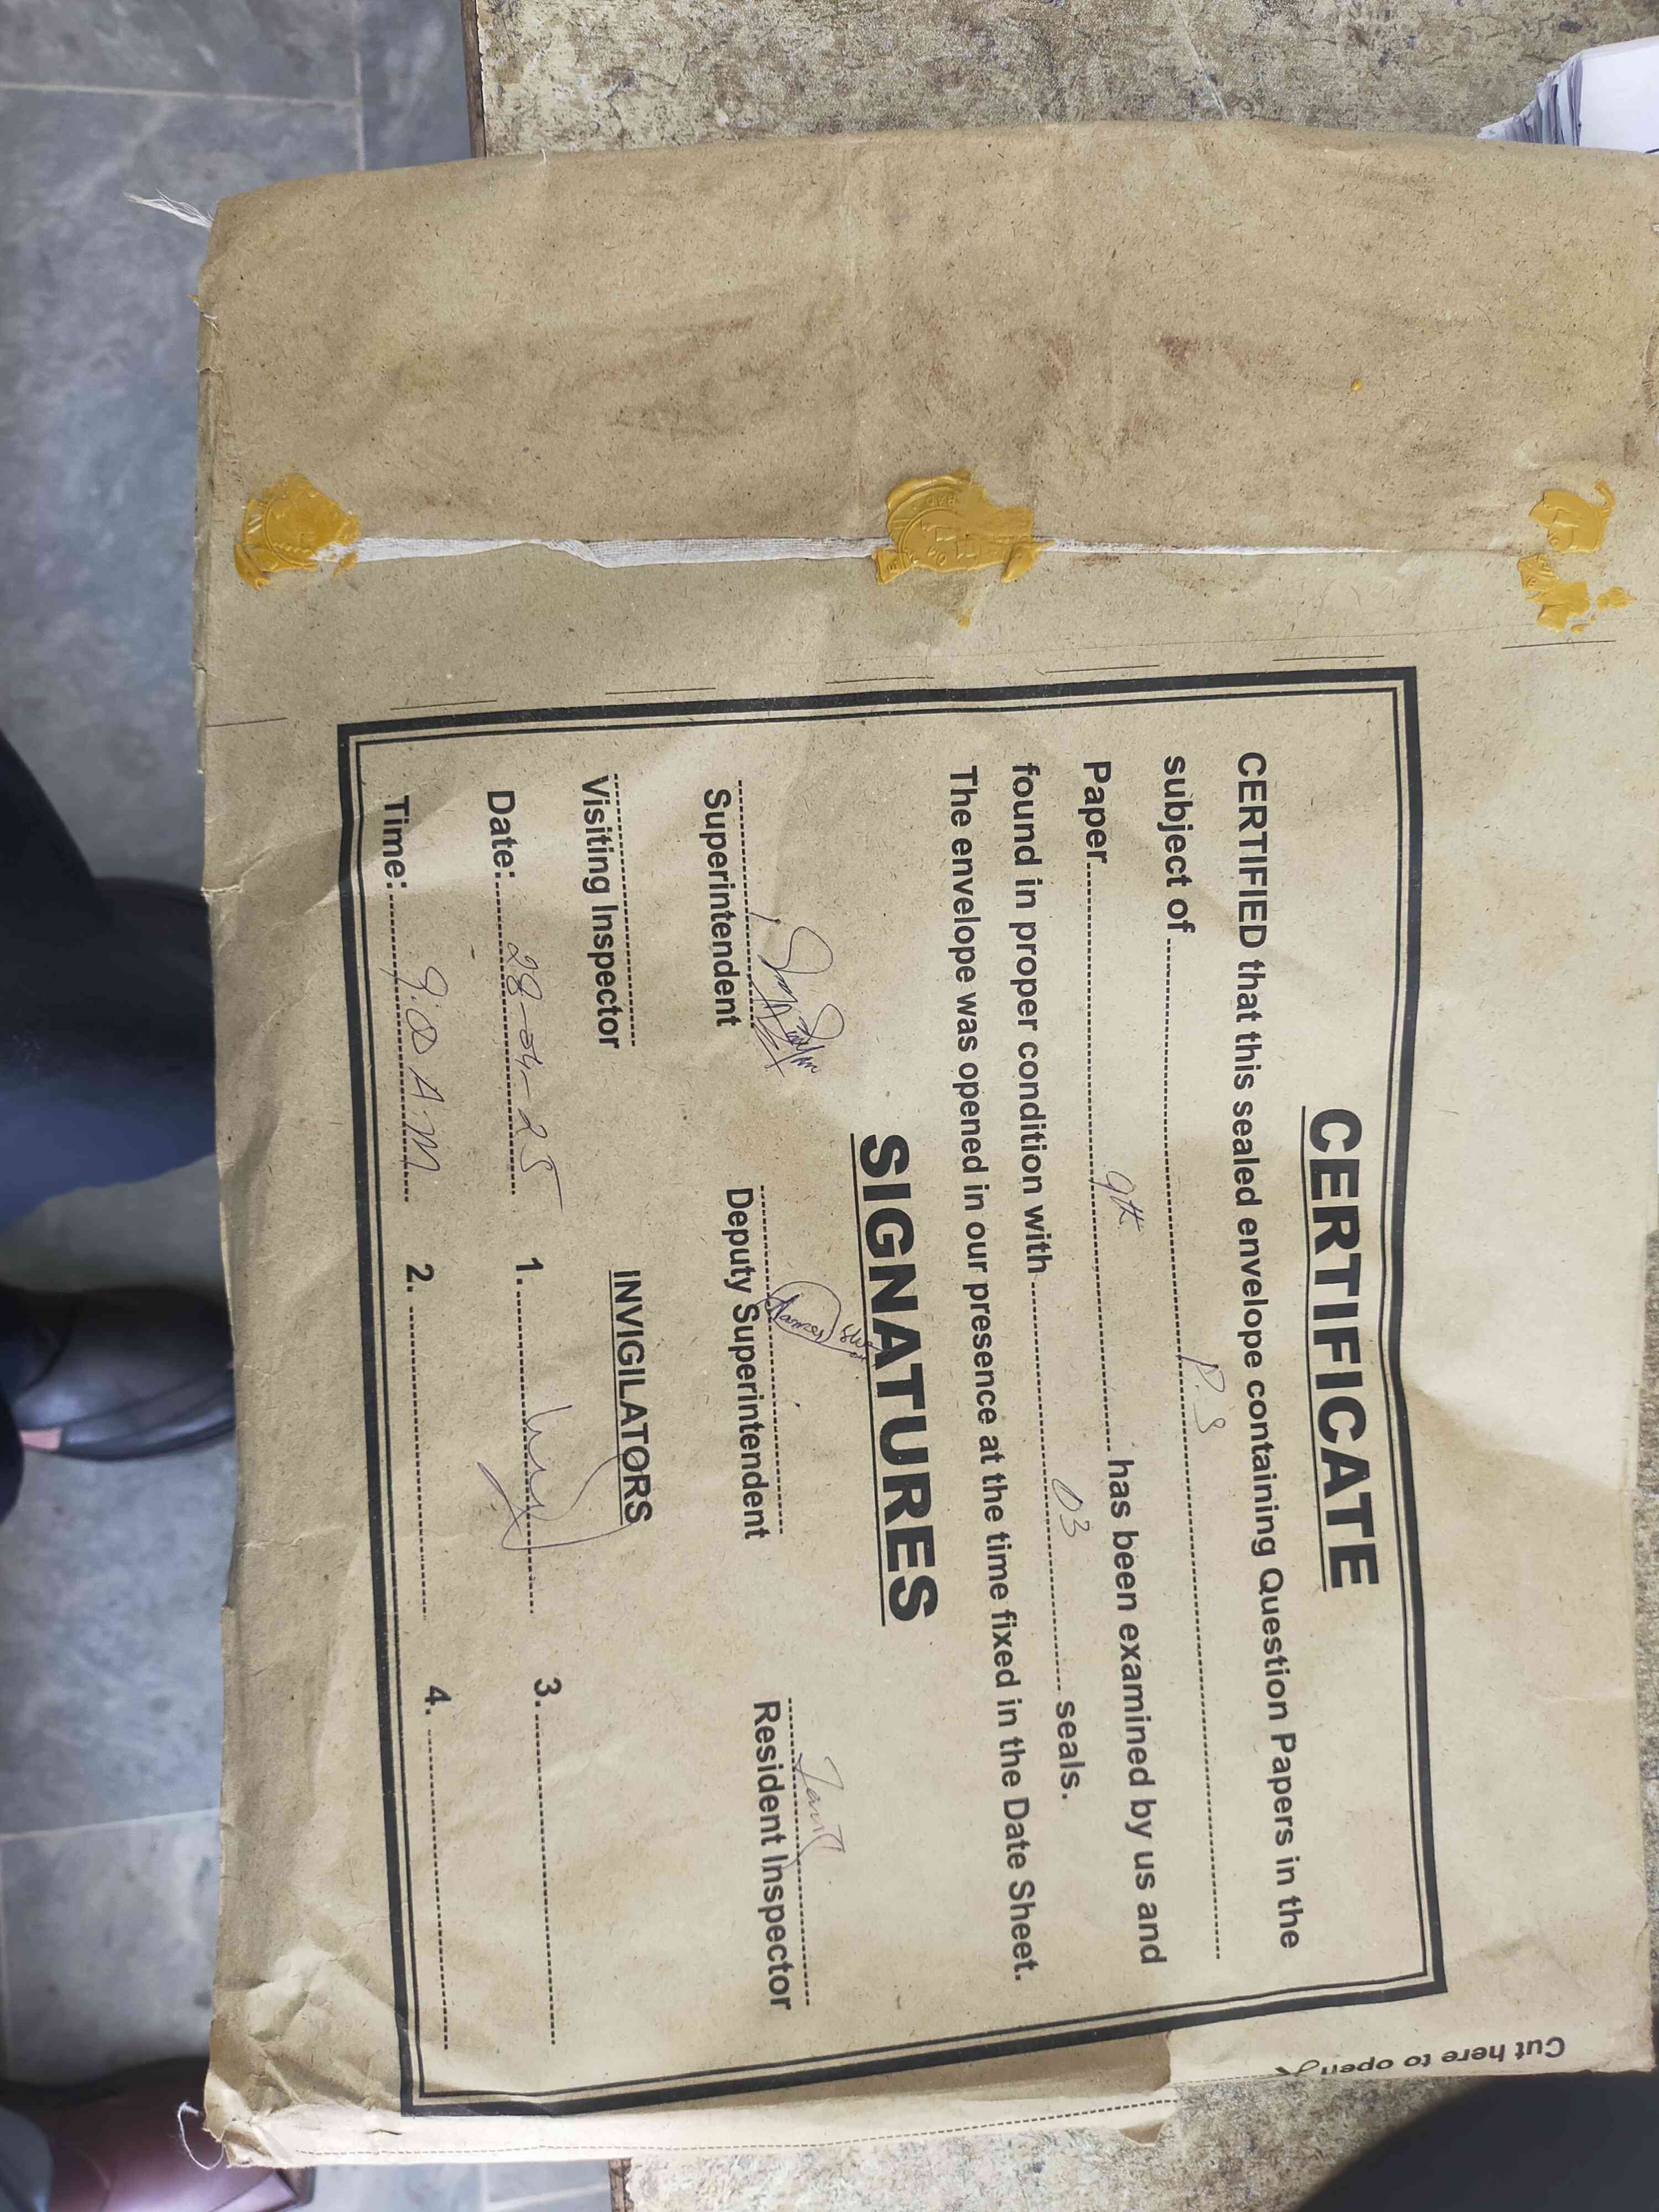 CERTIFICATE
CERTIFIED that this sealed envelope containing Question Papers in the
subject of ........ P.S ........
Paper ........ 9th ........ has been examined by us and
found in proper condition with ........ 03 ........ seals.
The envelope was opened in our presence at the time fixed in the Date Sheet.
SIGNATURES
Superintendent Deputy Superintendent Resident Inspector
Visiting Inspector
INVIGILATORS
Date: 28-04-25 1. 3.
Time: 9:00 A.M 2. 4.
Cut here to open